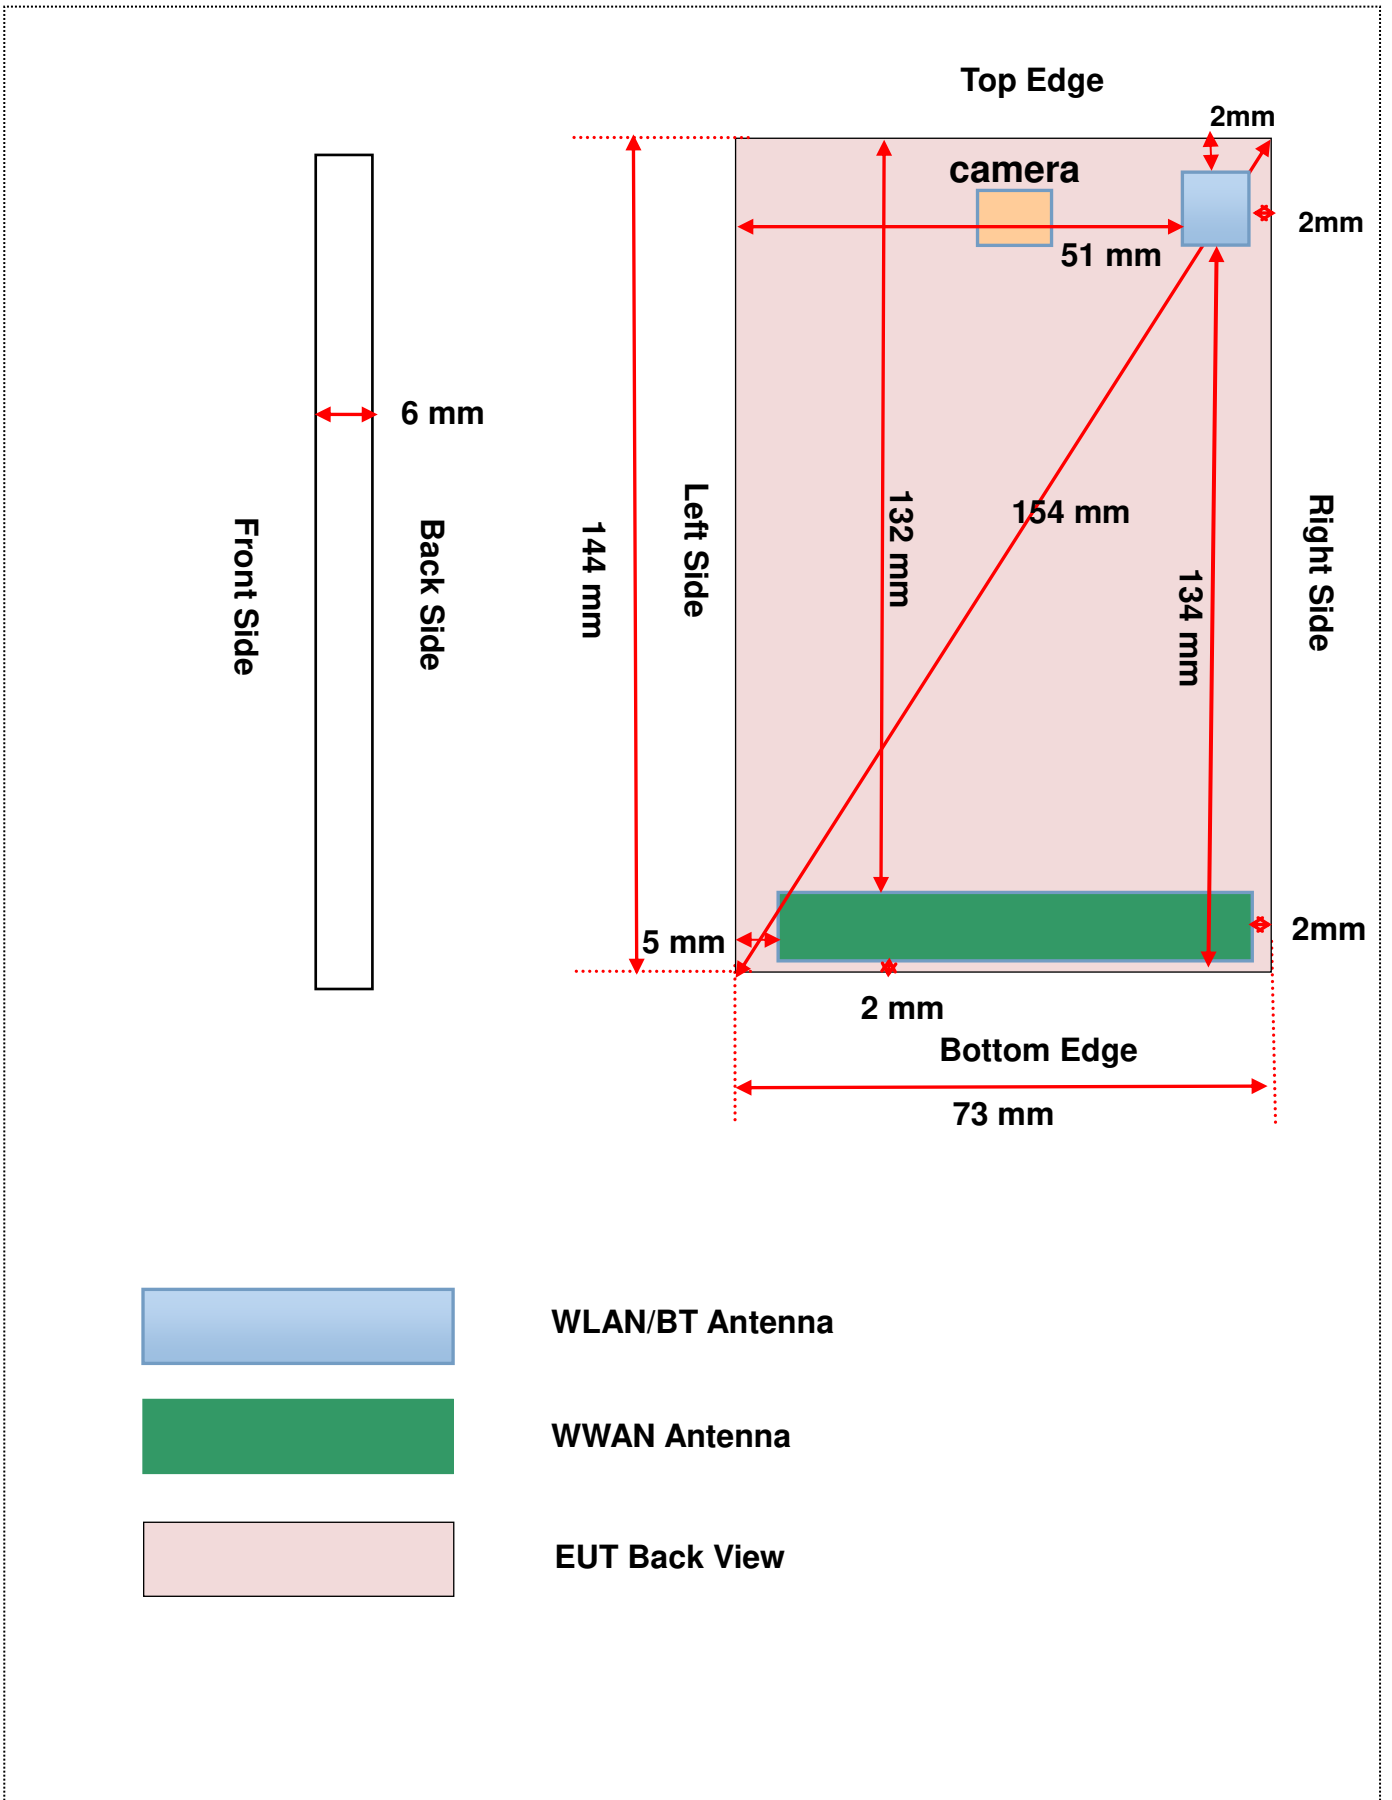 Top Edge
2mm
camera
2mm
51 mm
6 mm
Front Side
Back Side
144 mm
Left Side
132 mm
154 mm
134 mm
Right Side
5 mm
2mm
2 mm
Bottom Edge
73 mm
WLAN/BT Antenna
WWAN Antenna
EUT Back View